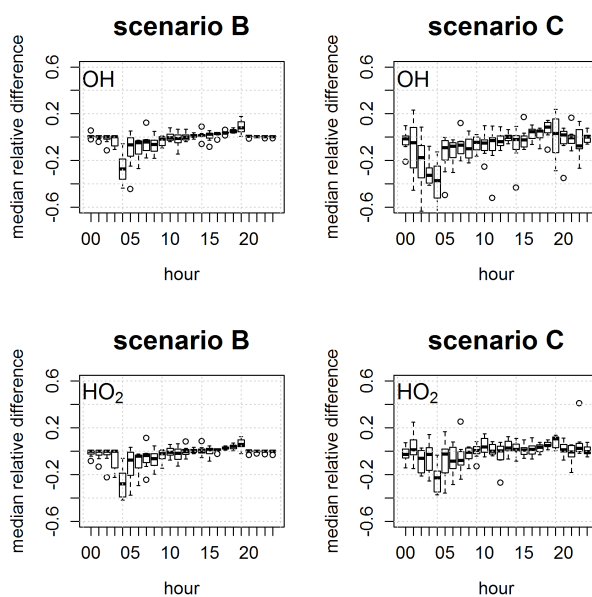 scenario B
median relative difference
0.6
0.2
-0.2
-0.6
OH
00 05 10 15 20
hour
scenario C
median relative difference
0.6
0.2
-0.2
-0.6
OH
00 05 10 15 20
hour
scenario B
median relative difference
0.6
0.2
-0.2
-0.6
HO₂
00 05 10 15 20
hour
scenario C
median relative difference
0.6
0.2
-0.2
-0.6
HO₂
00 05 10 15 20
hour